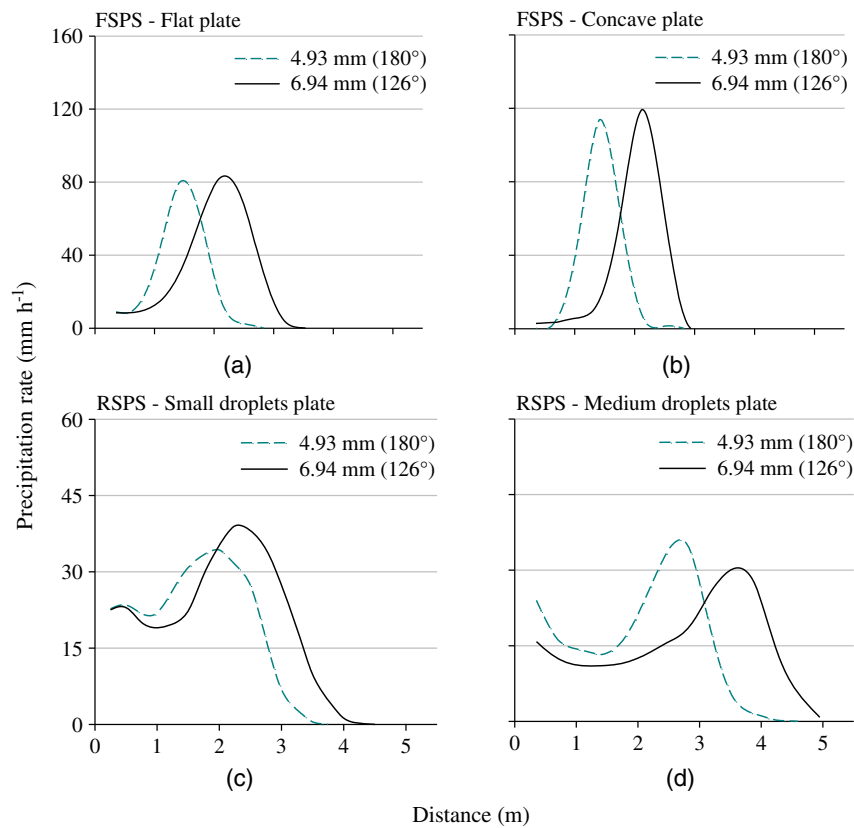 FSPS - Flat plate
160
120
80
40
0
4.93 mm (180°)
6.94 mm (126°)
(a)
FSPS - Concave plate
4.93 mm (180°)
6.94 mm (126°)
(b)
Precipitation rate (mm h⁻¹)
RSPS - Small droplets plate
60
45
30
15
0
4.93 mm (180°)
6.94 mm (126°)
0 1 2 3 4 5
(c)
RSPS - Medium droplets plate
4.93 mm (180°)
6.94 mm (126°)
0 1 2 3 4 5
(d)
Distance (m)